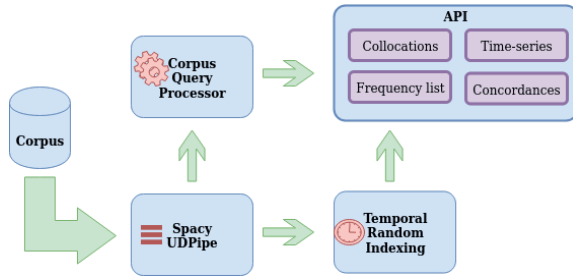 API
Collocations
Time-series
Frequency list
Concordances
Corpus
Query
Processor
Corpus
Spacy
UDPipe
Temporal
Random
Indexing